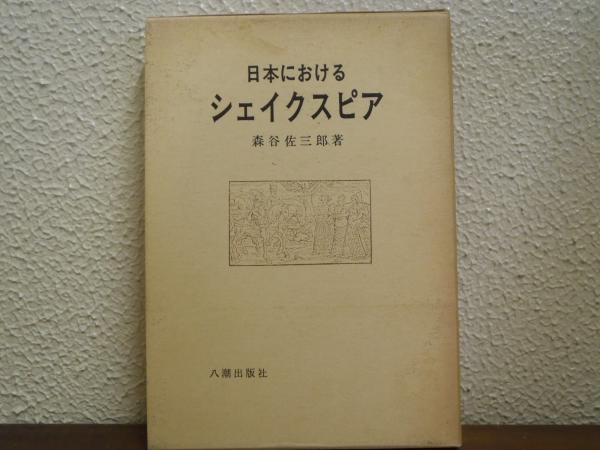 日本における
シェイクスピア
森谷佐三郎著
八潮出版社